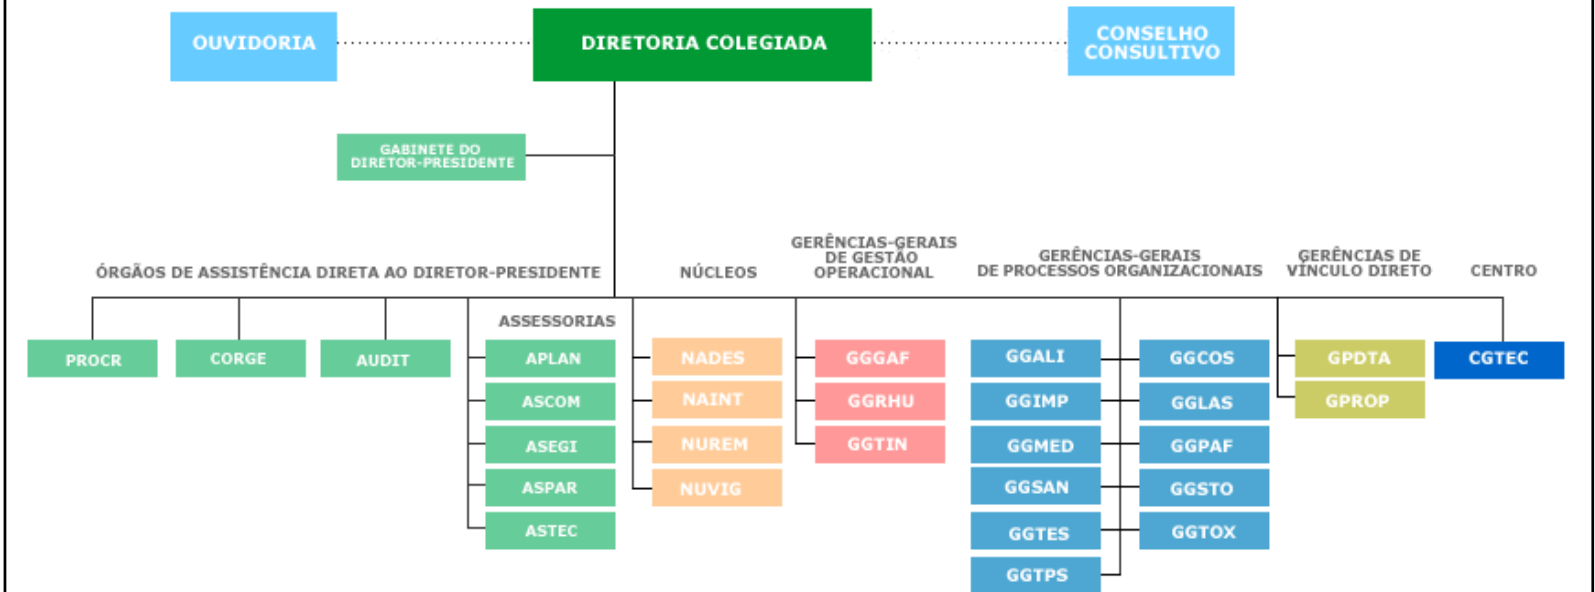 OUVIDORIA
DIRETORIA COLEGIADA
CONSELHO
CONSULTIVO
GABINETE DO
DIRETOR-PRESIDENTE
ÓRGÃOS DE ASSISTÊNCIA DIRETA AO DIRETOR-PRESIDENTE
NÚCLEOS
GERÊNCIAS-GERAIS
DE GESTÃO
OPERACIONAL
GERÊNCIAS-GERAIS
DE PROCESSOS ORGANIZACIONAIS
GERÊNCIAS DE
VÍNCULO DIRETO
CENTRO
PROCR
CORGE
AUDIT
ASSESSORIAS
APLAN
ASCOM
ASEGI
ASPAR
ASTEC
NADES
NAINT
NUREM
NUVIG
GGGAF
GGRHU
GGTIN
GGALI
GGIMP
GGMED
GGSAN
GGTES
GGTPS
GGCOS
GGLAS
GGPAF
GGSTO
GGTOX
GPDTA
GPROP
CGTEC